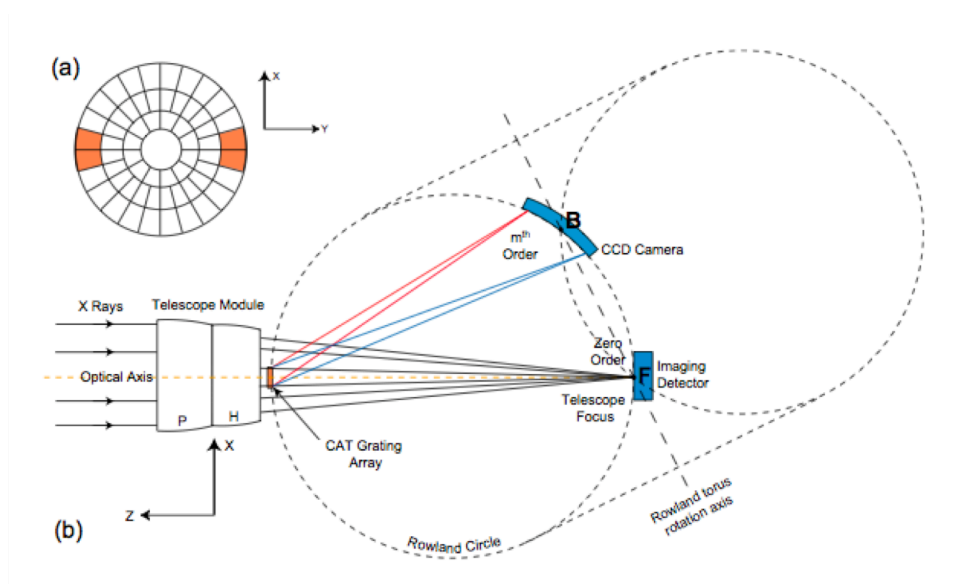 (a)
X
Y
B
mth
Order
CCD Camera
X Rays
Telescope Module
Zero
Order
Imaging
Detector
F
Optical Axis
Telescope
Focus
P
H
CAT Grating
Array
X
Z
(b)
Rowland Circle
Rowland torus
rotation axis